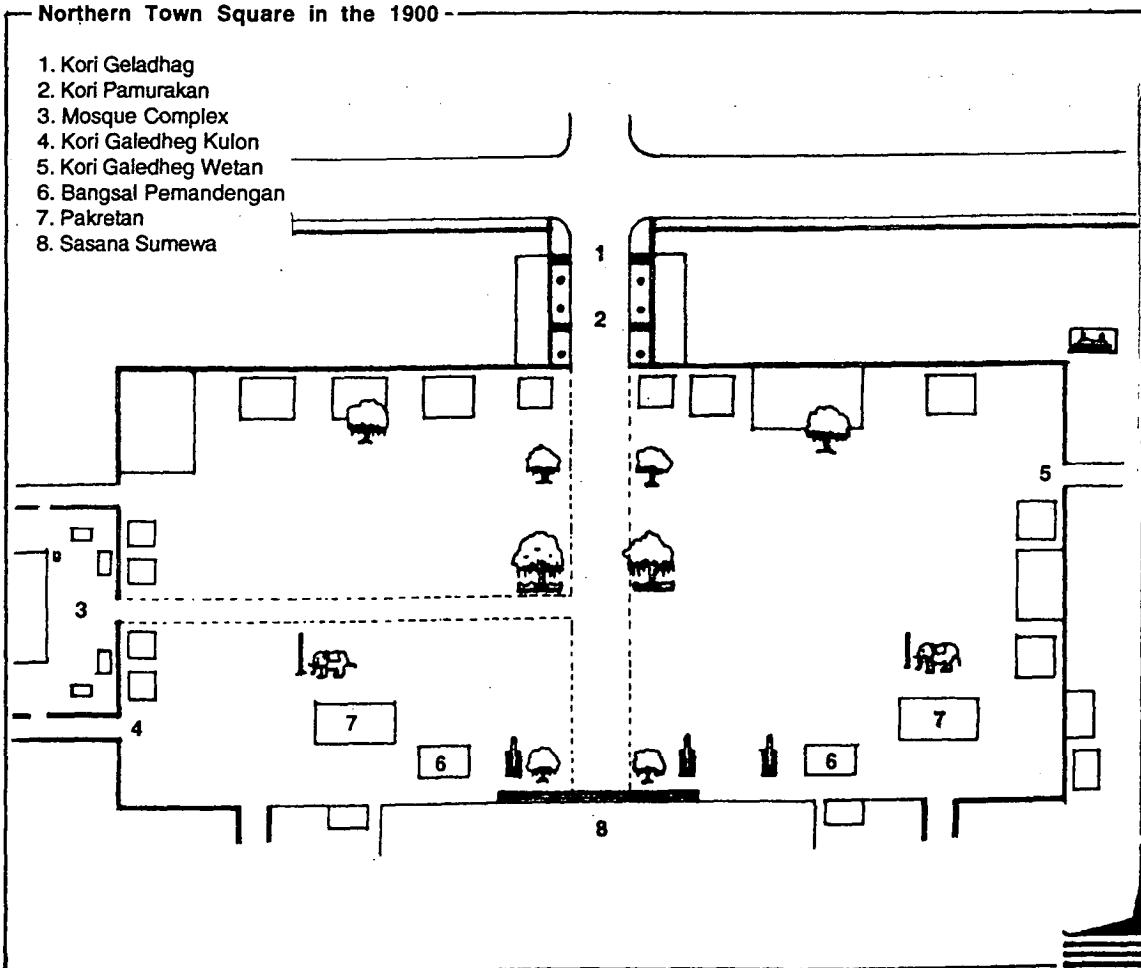 Northern Town Square in the 1900
1. Kori Geladhag
2. Kori Pamurakan
3. Mosque Complex
4. Kori Galedheg Kulon
5. Kori Galedheg Wetan
6. Bangsal Pemandengan
7. Pakretan
8. Sasana Sumewa
1
2
5
3
4
7
7
6
6
8